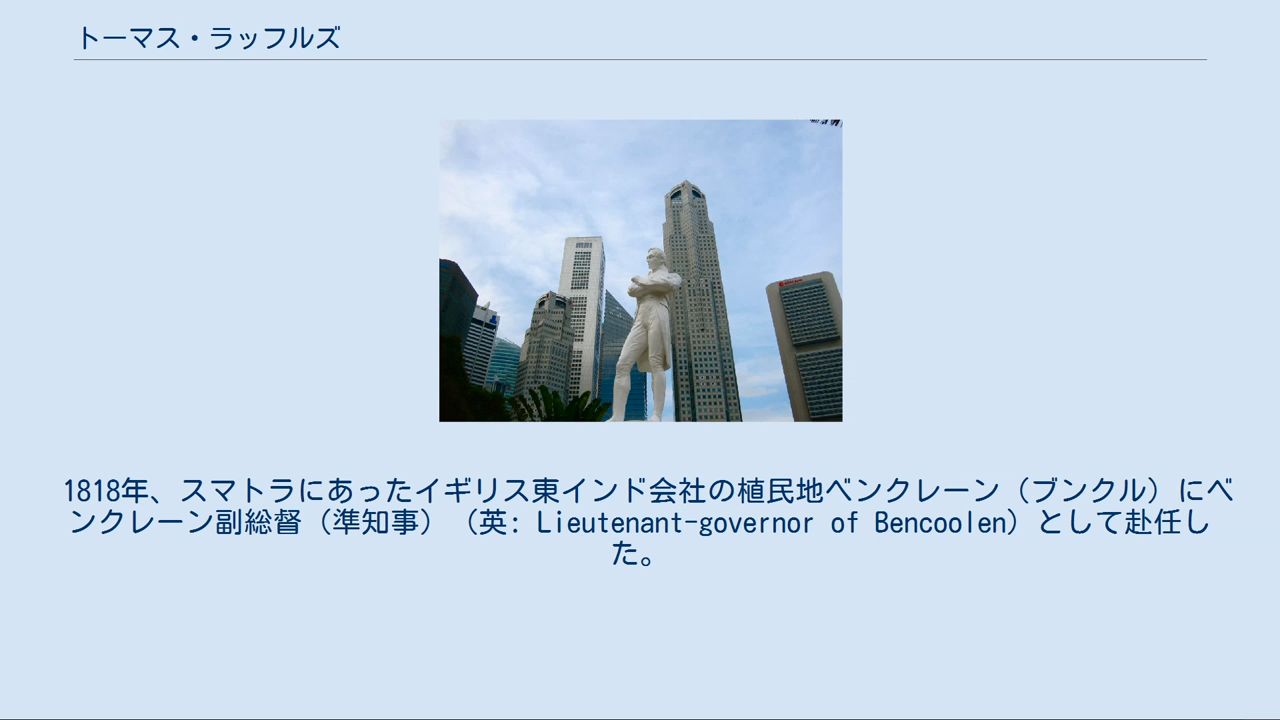 トーマス・ラッフルズ
1818年、スマトラにあったイギリス東インド会社の植民地ベンクレーン（ブンクル）にベ
ンクレーン副総督（準知事）（英: Lieutenant-governor of Bencoolen）として赴任し
た。